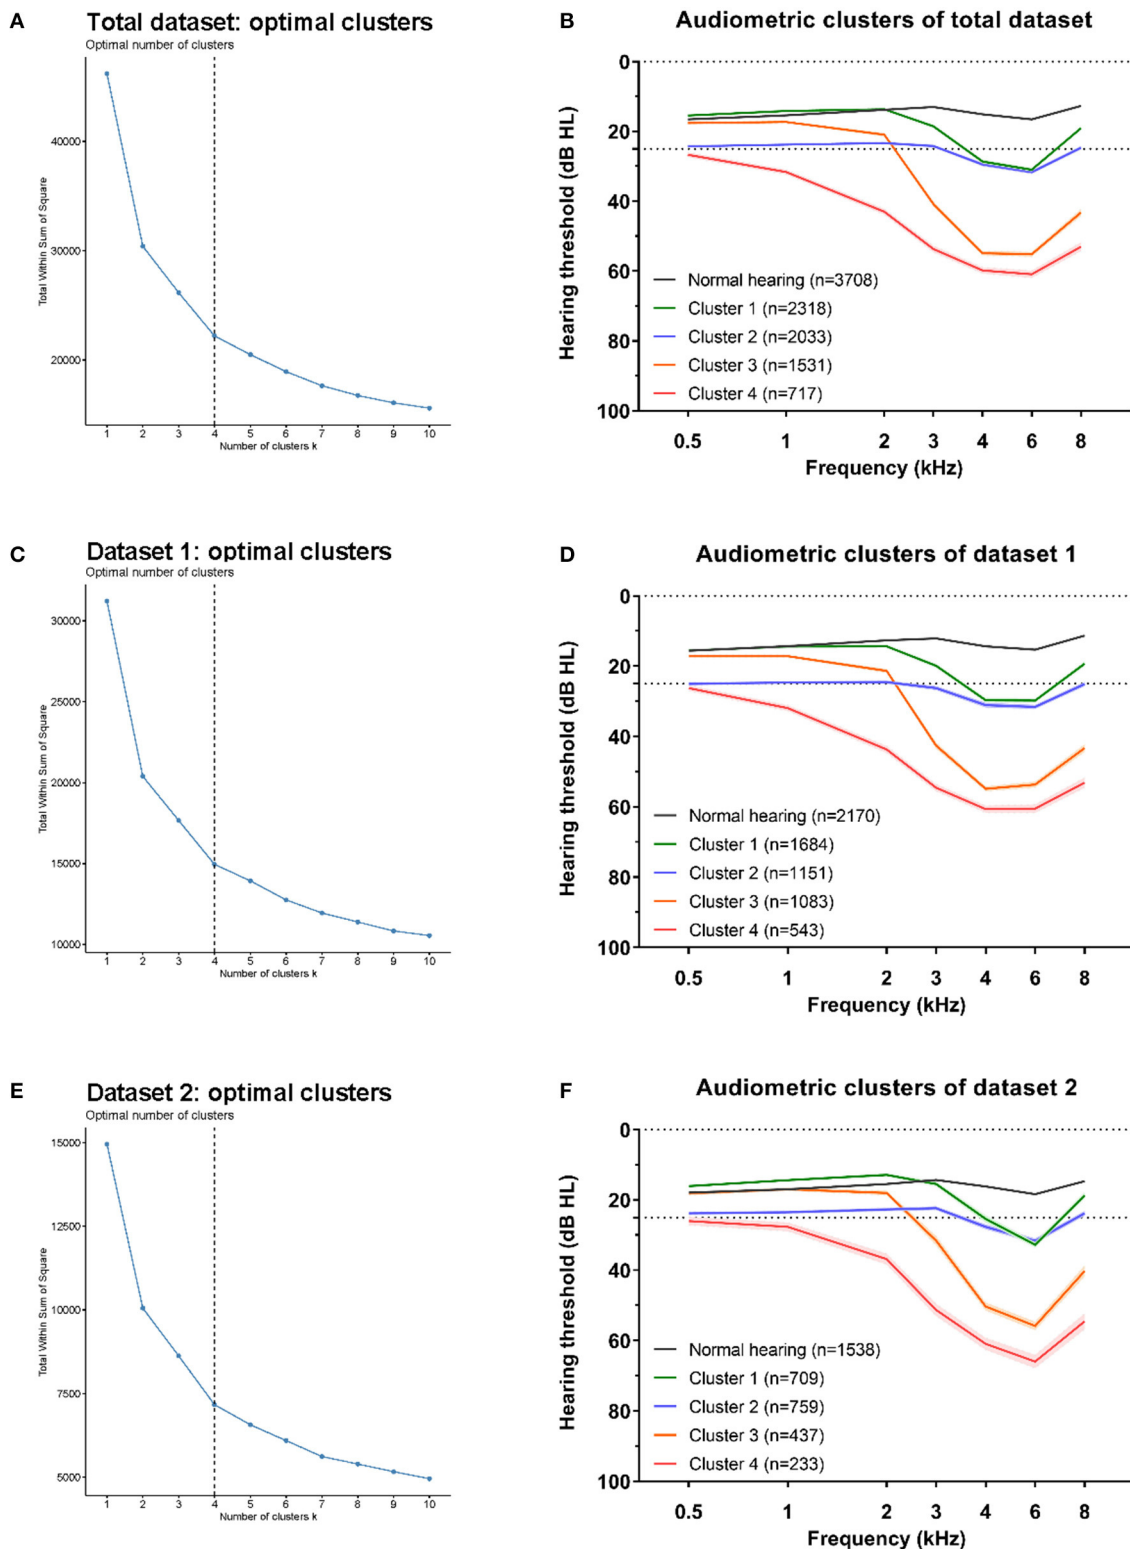 A
Total dataset: optimal clusters
Optimal number of clusters
Total Within Sum of Square
40000
30000
20000
1 2 3 4 5 6 7 8 9 10
Number of clusters k
B
Audiometric clusters of total dataset
Hearing threshold (dB HL)
0
20
40
60
80
100
Normal hearing (n=3708)
Cluster 1 (n=2318)
Cluster 2 (n=2033)
Cluster 3 (n=1531)
Cluster 4 (n=717)
0.5 1 2 3 4 6 8
Frequency (kHz)
C
Dataset 1: optimal clusters
Optimal number of clusters
Total Within Sum of Square
30000
25000
20000
15000
10000
1 2 3 4 5 6 7 8 9 10
Number of clusters k
D
Audiometric clusters of dataset 1
Hearing threshold (dB HL)
0
20
40
60
80
100
Normal hearing (n=2170)
Cluster 1 (n=1684)
Cluster 2 (n=1151)
Cluster 3 (n=1083)
Cluster 4 (n=543)
0.5 1 2 3 4 6 8
Frequency (kHz)
E
Dataset 2: optimal clusters
Optimal number of clusters
Total Within Sum of Square
15000
12500
10000
7500
5000
1 2 3 4 5 6 7 8 9 10
Number of clusters k
F
Audiometric clusters of dataset 2
Hearing threshold (dB HL)
0
20
40
60
80
100
Normal hearing (n=1538)
Cluster 1 (n=709)
Cluster 2 (n=759)
Cluster 3 (n=437)
Cluster 4 (n=233)
0.5 1 2 3 4 6 8
Frequency (kHz)